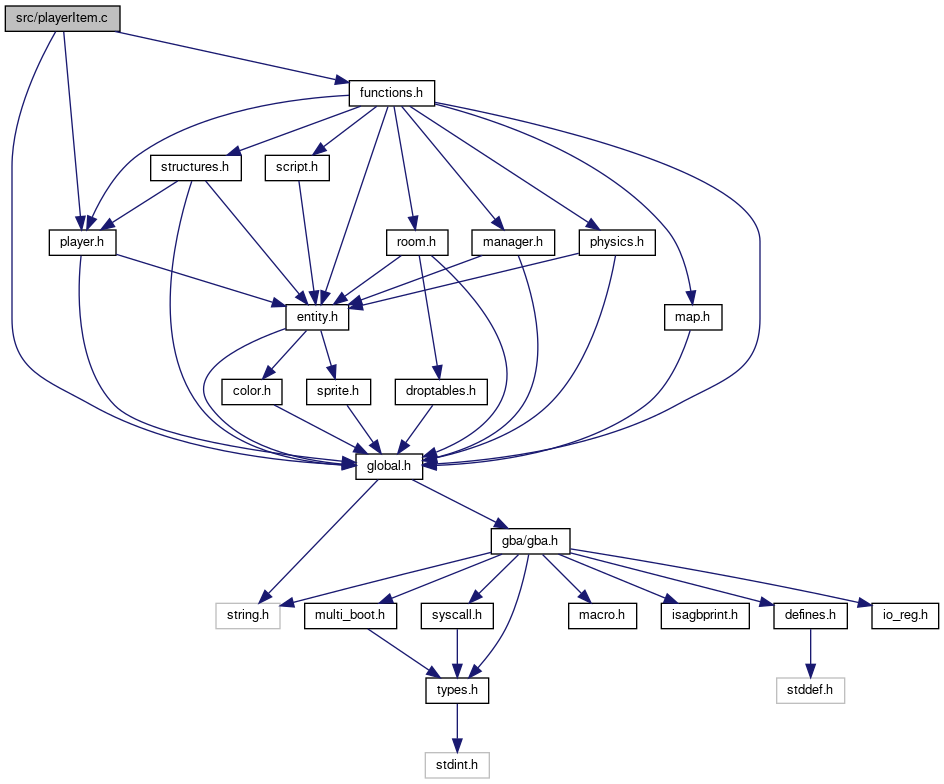 src/playerItem.c
functions.h
structures.h
script.h
player.h
room.h
manager.h
physics.h
entity.h
map.h
color.h
sprite.h
droptables.h
global.h
gba/gba.h
string.h
multi_boot.h
syscall.h
macro.h
isagbprint.h
defines.h
io_reg.h
types.h
stddef.h
stdint.h